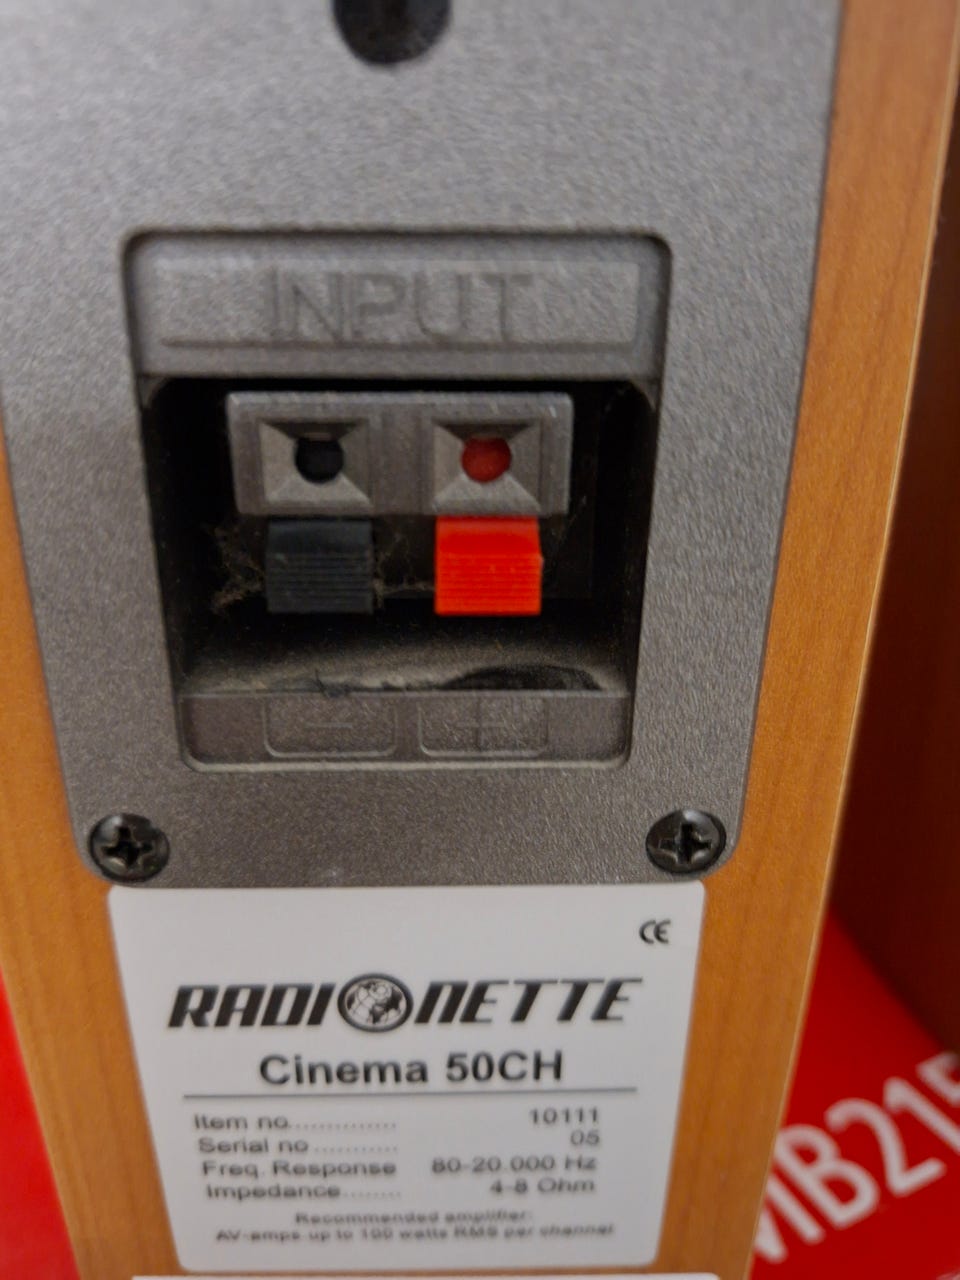 INPUT
- +
CE
RADIONETTE
Cinema 50CH
Item no.............. 10111
Serial no ............ 05
Freq. Response 80-20.000 Hz
Impedance........ 4-8 Ohm
Recommended amplifier:
AV-amps up to 100 watts RMS per channel